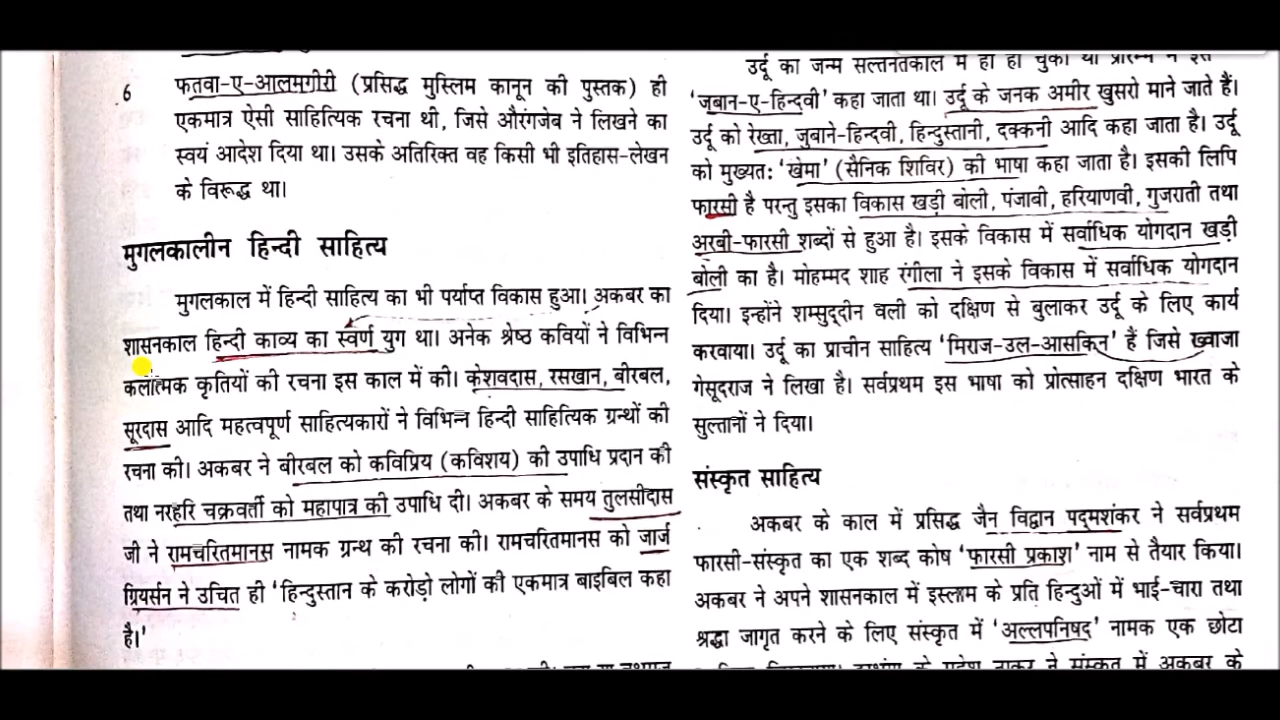 6
फतवा-ए-आलमगीरी (प्रसिद्ध मुस्लिम कानून की पुस्तक) ही
एकमात्र ऐसी साहित्यिक रचना थी, जिसे औरंगजेब ने लिखने का
स्वयं आदेश दिया था। उसके अतिरिक्त वह किसी भी इतिहास-लेखन
के विरूद्ध था।
मुगलकालीन हिन्दी साहित्य
मुगलकाल में हिन्दी साहित्य का भी पर्याप्त विकास हुआ। अकबर का
शासनकाल हिन्दी काव्य का स्वर्ण युग था। अनेक श्रेष्ठ कवियों ने विभिन्न
कलात्मक कृतियों की रचना इस काल में की। केशवदास, रसखान, बीरबल,
सूरदास आदि महत्वपूर्ण साहित्यकारों ने विभिन्न हिन्दी साहित्यिक ग्रन्थों की
रचना की। अकबर ने बीरबल को कविप्रिय (कविशय) की उपाधि प्रदान की
तथा नरहरि चक्रवर्ती को महापात्र की उपाधि दी। अकबर के समय तुलसीदास
जी ने रामचरितमानस नामक ग्रन्थ की रचना की। रामचरितमानस को जार्ज
ग्रियर्सन ने उचित ही 'हिन्दुस्तान के करोड़ो लोगों की एकमात्र बाइबिल कहा
है।'
उर्दू का जन्म सल्तनतकाल में ही हो चुका था
'जुबान-ए-हिन्दवी' कहा जाता था। उर्दू के जनक अमीर खुसरो माने जाते हैं।
उर्दू को रेख्ता, जुबाने-हिन्दवी, हिन्दुस्तानी, दक्कनी आदि कहा जाता है। उर्दू
को मुख्यत: 'खेमा' (सैनिक शिविर) की भाषा कहा जाता है। इसकी लिपि
फारसी है परन्तु इसका विकास खड़ी बोली, पंजाबी, हरियाणवी, गुजराती तथा
अरबी-फारसी शब्दों से हुआ है। इसके विकास में सर्वाधिक योगदान खड़ी
बोली का है। मोहम्मद शाह रंगीला ने इसके विकास में सर्वाधिक योगदान
दिया। इन्होंने शम्सुद्दीन वली को दक्षिण से बुलाकर उर्दू के लिए कार्य
करवाया। उर्दू का प्राचीन साहित्य 'मिराज-उल-आसकिन' हैं जिसे ख्वाजा
गेसूदराज ने लिखा है। सर्वप्रथम इस भाषा को प्रोत्साहन दक्षिण भारत के
सुल्तानों ने दिया।
संस्कृत साहित्य
अकबर के काल में प्रसिद्ध जैन विद्वान पद्मशंकर ने सर्वप्रथम
फारसी-संस्कृत का एक शब्द कोष 'फारसी प्रकाश' नाम से तैयार किया।
अकबर ने अपने शासनकाल में इस्लाम के प्रति हिन्दुओं में भाई-चारा तथा
श्रद्धा जागृत करने के लिए संस्कृत में 'अल्लपनिषद' नामक एक छोटा
ने संस्कृत में अकबर के